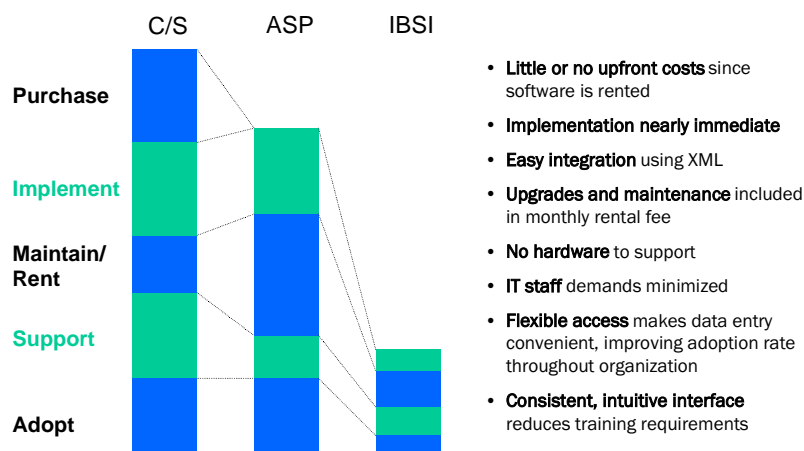 C/S ASP IBSI
Purchase
Implement
Maintain/
Rent
Support
Adopt
• Little or no upfront costs since
software is rented
• Implementation nearly immediate
• Easy integration using XML
• Upgrades and maintenance included
in monthly rental fee
• No hardware to support
• IT staff demands minimized
• Flexible access makes data entry
convenient, improving adoption rate
throughout organization
• Consistent, intuitive interface
reduces training requirements